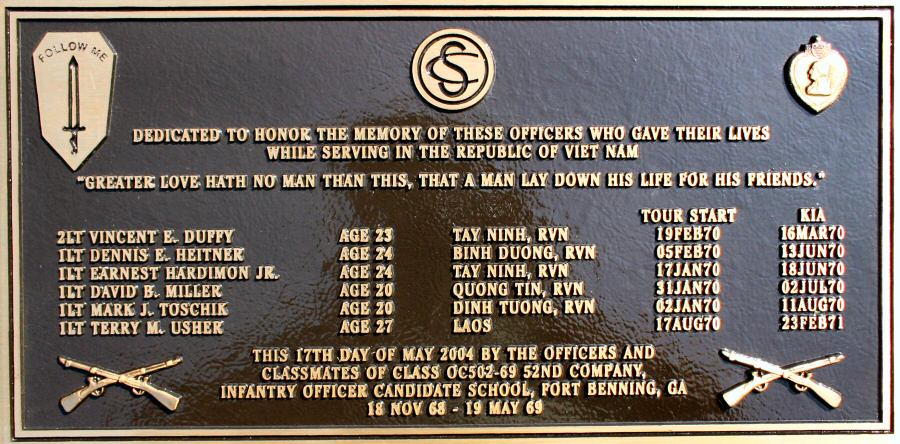 FOLLOW ME
OCS
DEDICATED TO HONOR THE MEMORY OF THESE OFFICERS WHO GAVE THEIR LIVES
WHILE SERVING IN THE REPUBLIC OF VIET NAM
"GREATER LOVE HATH NO MAN THAN THIS, THAT A MAN LAY DOWN HIS LIFE FOR HIS FRIENDS."
TOUR START KIA
2LT VINCENT E. DUFFY AGE 23 TAY NINH, RVN 19FEB70 16MAR70
1LT DENNIS E. HEITNER AGE 24 BINH DUONG, RVN 05FEB70 13JUN70
1LT EARNEST HARDIMON JR. AGE 24 TAY NINH, RVN 17JAN70 18JUN70
1LT DAVID B. MILLER AGE 20 QUONG TIN, RVN 31JAN70 02JUL70
1LT MARK J. TOSCHIK AGE 20 DINH TUONG, RVN 02JAN70 11AUG70
1LT TERRY M. USHER AGE 27 LAOS 17AUG70 23FEB71
THIS 17TH DAY OF MAY 2004 BY THE OFFICERS AND
CLASSMATES OF CLASS OC502-69 52ND COMPANY,
INFANTRY OFFICER CANDIDATE SCHOOL, FORT BENNING, GA
18 NOV 68 - 19 MAY 69